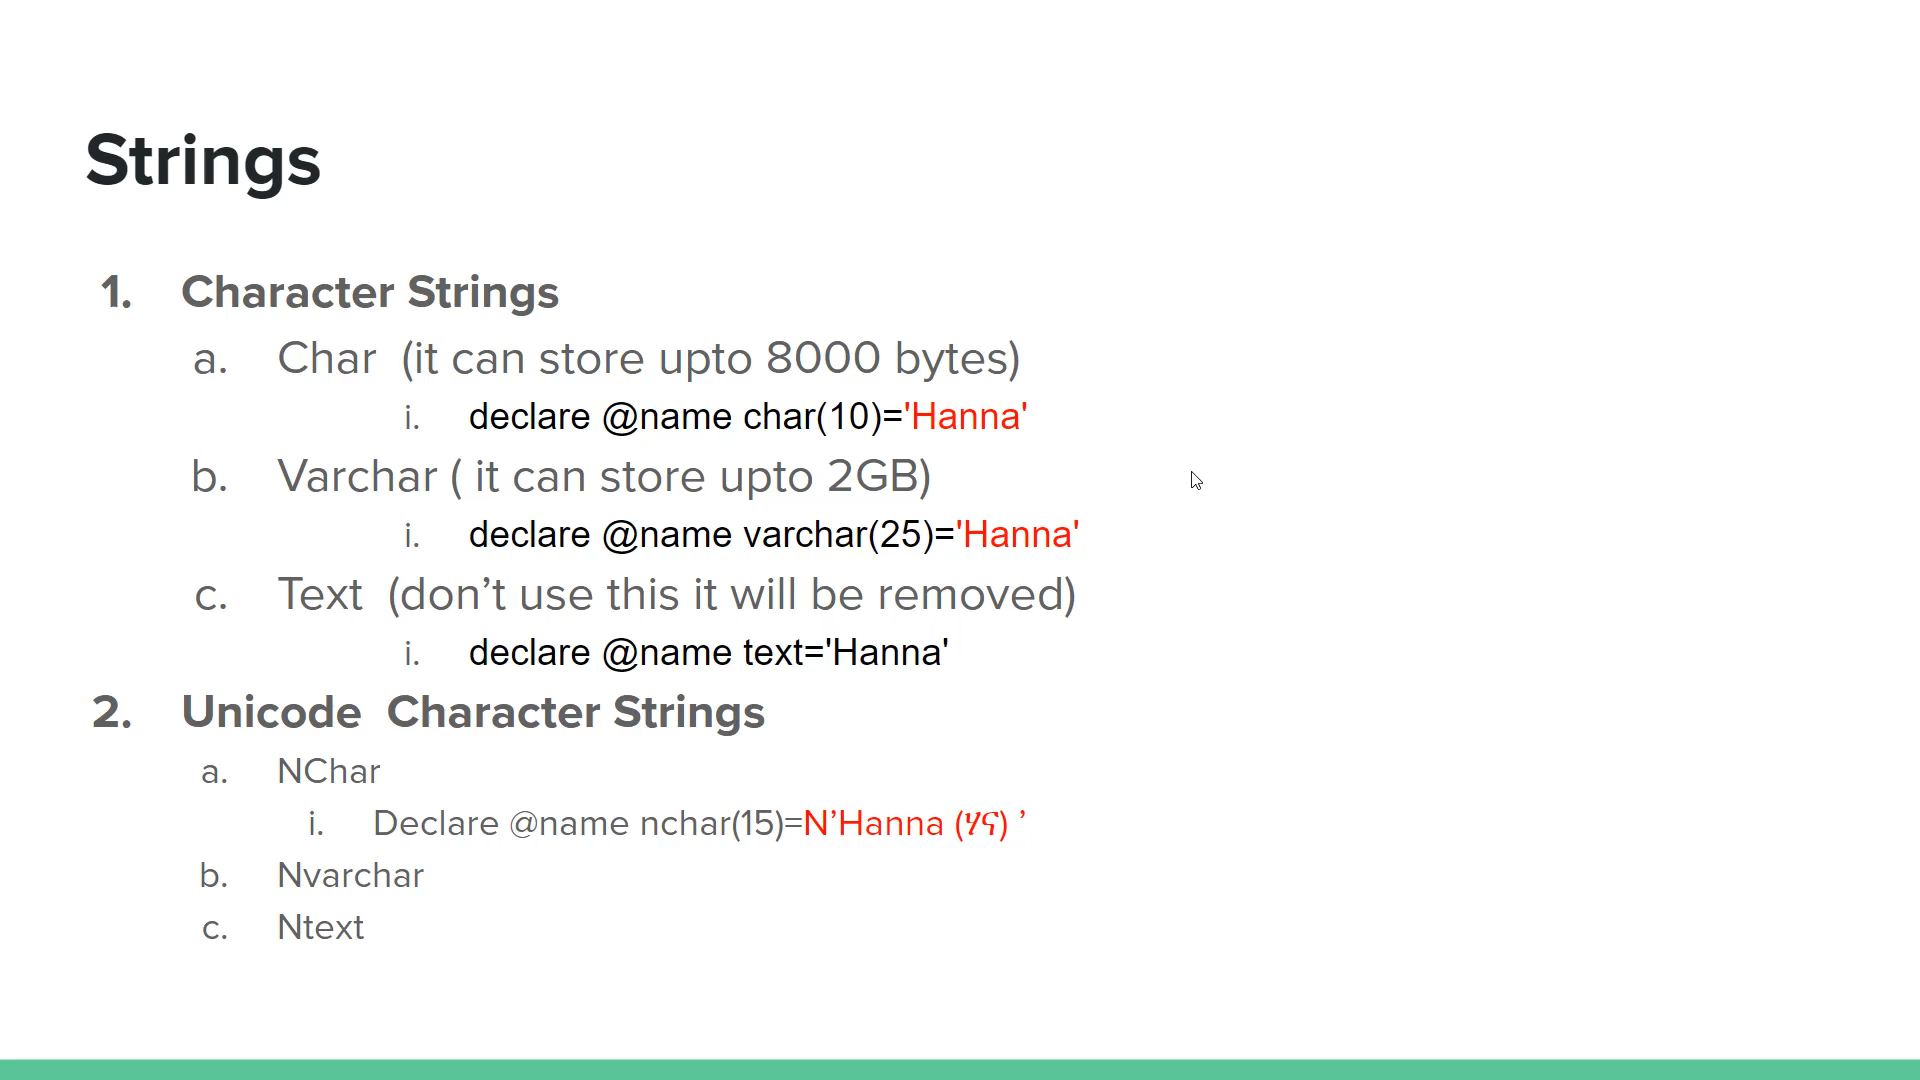 Strings
1. Character Strings
a. Char (it can store upto 8000 bytes)
i. declare @name char(10)='Hanna'
b. Varchar ( it can store upto 2GB)
i. declare @name varchar(25)='Hanna'
c. Text (don’t use this it will be removed)
i. declare @name text='Hanna'
2. Unicode Character Strings
a. NChar
i. Declare @name nchar(15)=N’Hanna (ሃና) ’
b. Nvarchar
c. Ntext